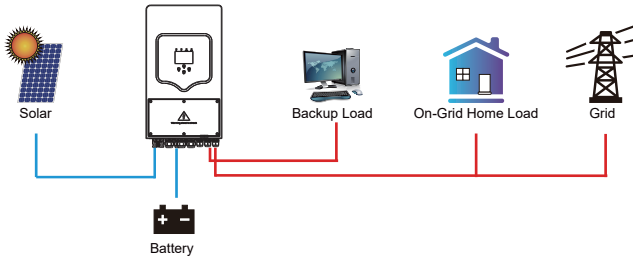 Solar
Backup Load
On-Grid Home Load
Grid
Battery